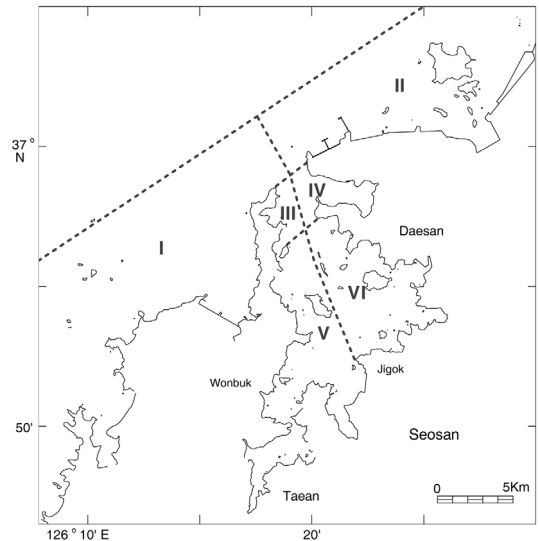 II
37 °
N
IV
III
Daesan
I
VI
V
Jigok
Wonbuk
50'
Seosan
0 5Km
Taean
126 ° 10' E 20'